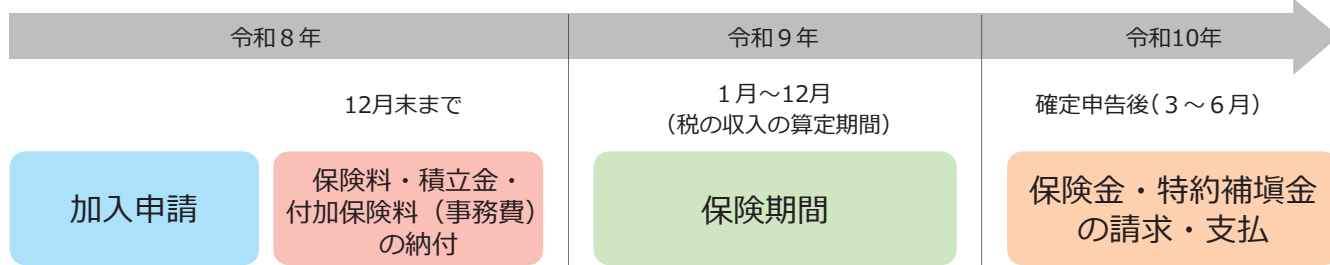 令和８年
令和９年
令和10年
12月末まで
１月～12月
（税の収入の算定期間）
確定申告後（３～６月）
加入申請
保険料・積立金・
付加保険料（事務費）
の納付
保険期間
保険金・特約補塡金
の請求・支払